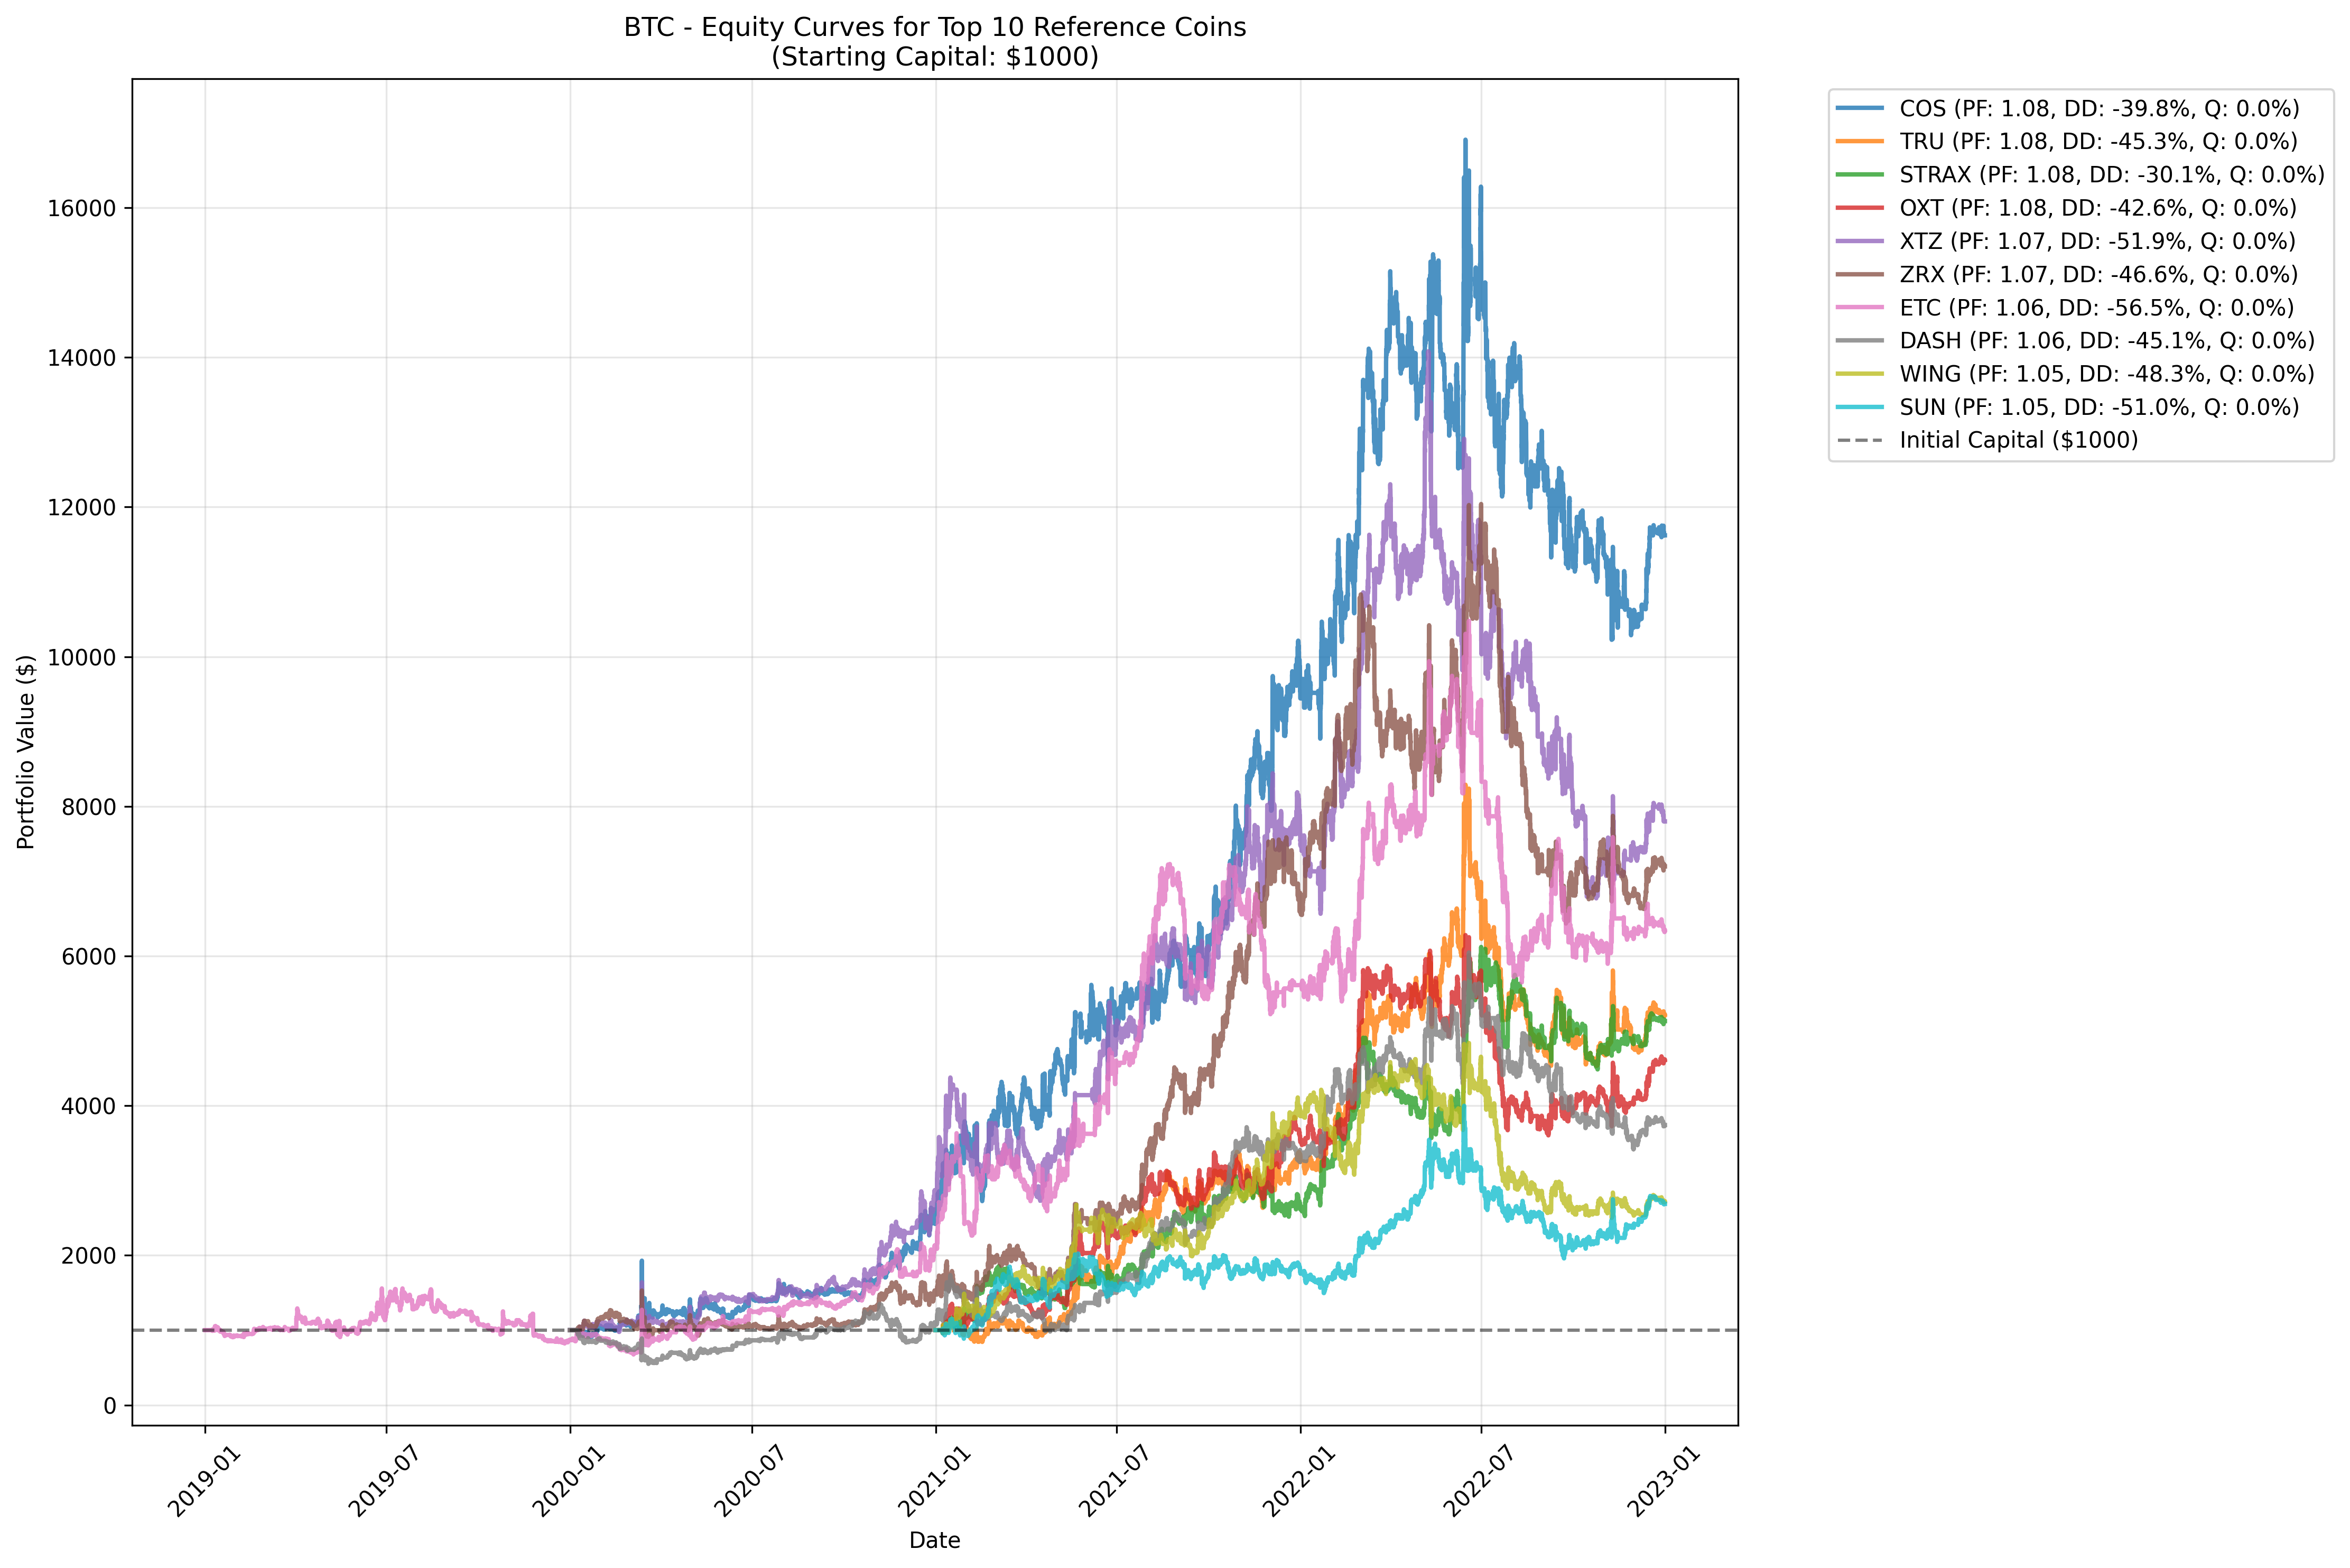 BTC - Equity Curves for Top 10 Reference Coins
(Starting Capital: $1000)
COS (PF: 1.08, DD: -39.8%, Q: 0.0%)
TRU (PF: 1.08, DD: -45.3%, Q: 0.0%)
STRAX (PF: 1.08, DD: -30.1%, Q: 0.0%)
OXT (PF: 1.08, DD: -42.6%, Q: 0.0%)
XTZ (PF: 1.07, DD: -51.9%, Q: 0.0%)
ZRX (PF: 1.07, DD: -46.6%, Q: 0.0%)
ETC (PF: 1.06, DD: -56.5%, Q: 0.0%)
DASH (PF: 1.06, DD: -45.1%, Q: 0.0%)
WING (PF: 1.05, DD: -48.3%, Q: 0.0%)
SUN (PF: 1.05, DD: -51.0%, Q: 0.0%)
Initial Capital ($1000)
Portfolio Value ($)
16000
14000
12000
10000
8000
6000
4000
2000
0
2019-01
2019-07
2020-01
2020-07
2021-01
2021-07
2022-01
2022-07
2023-01
Date